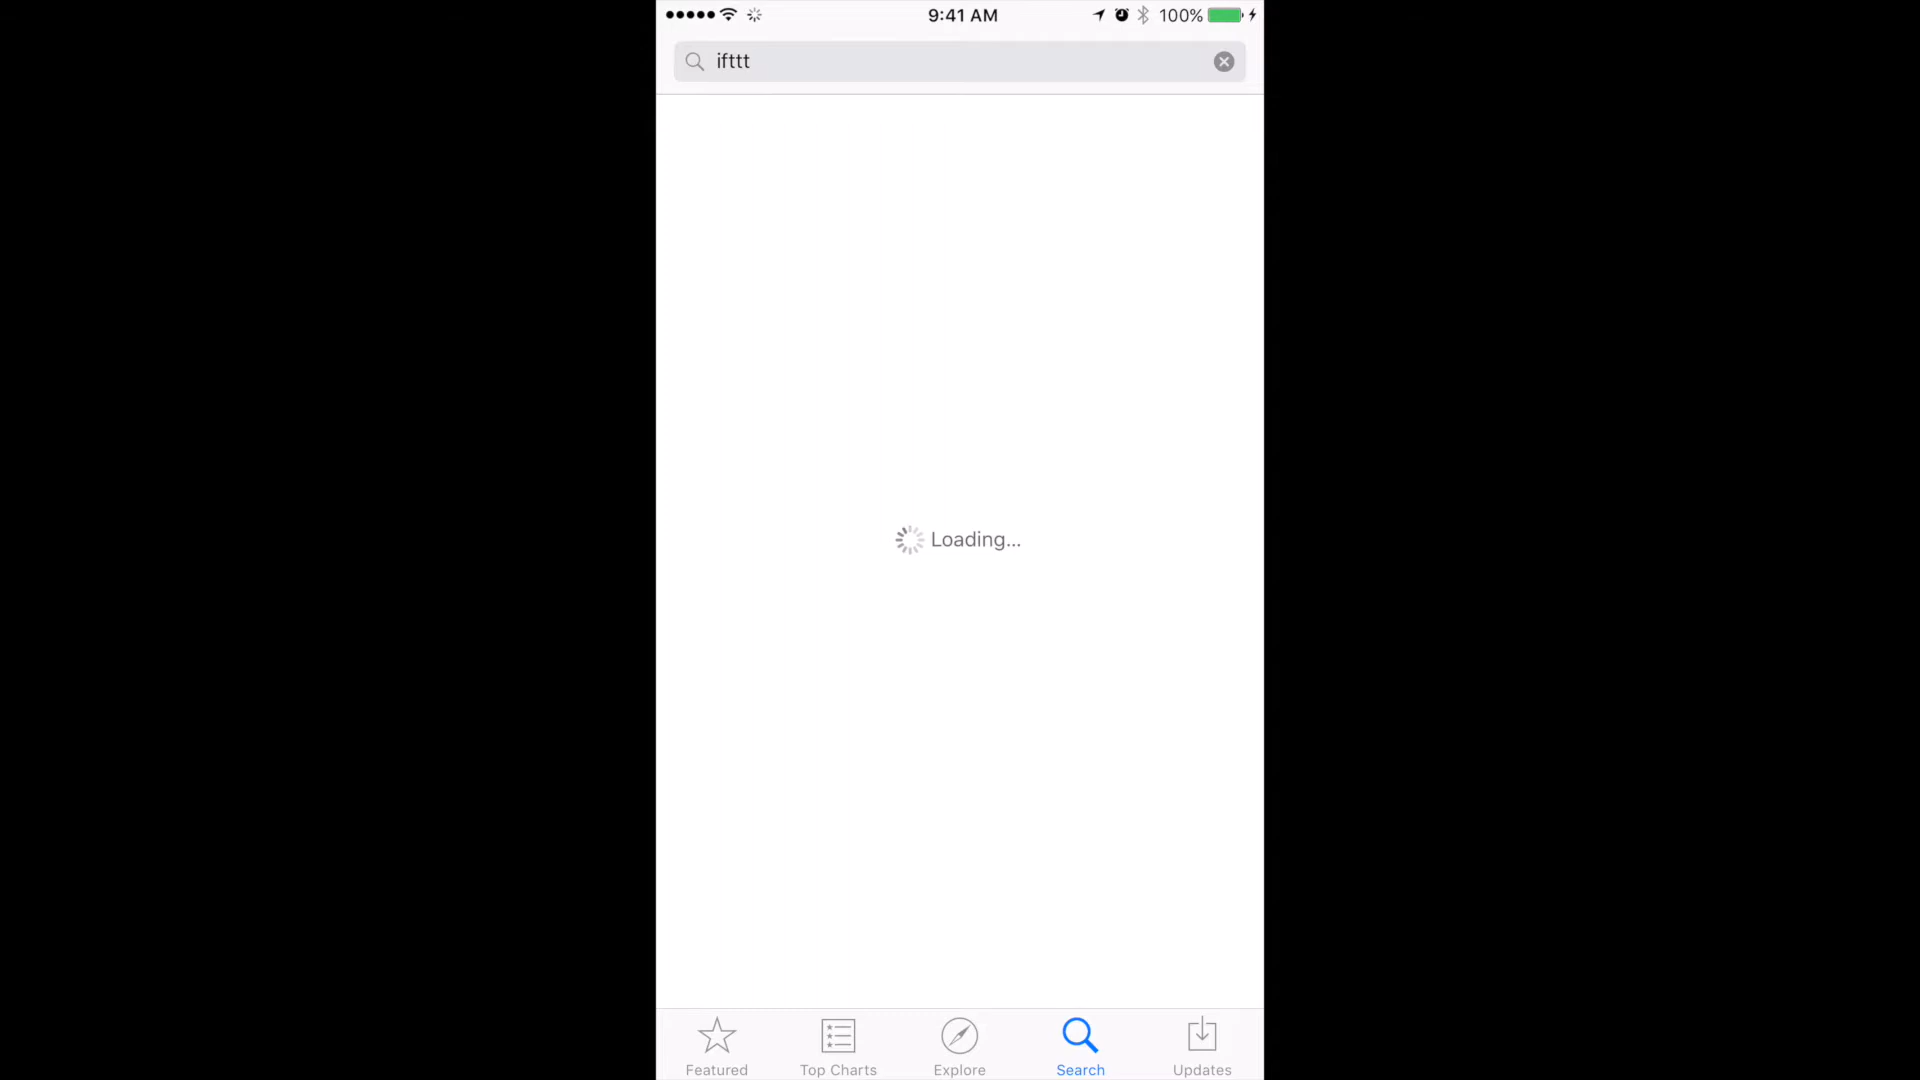 9:41 AM
100%
ifttt
Loading...
Featured
Top Charts
Explore
Search
Updates